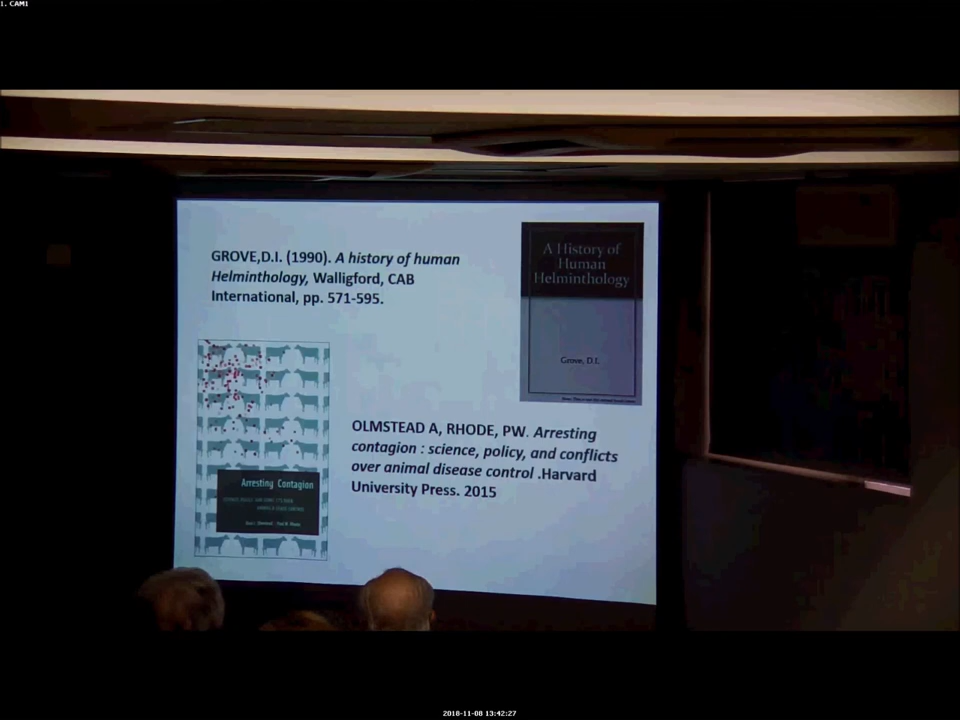 1. CAM1
GROVE,D.I. (1990). A history of human
Helminthology, Walligford, CAB
International, pp. 571-595.
A History of
Human
Helminthology
Grove, D.I.
OLMSTEAD A, RHODE, PW. Arresting
contagion : science, policy, and conflicts
over animal disease control .Harvard
University Press. 2015
Arresting Contagion
2018-11-08 13:42:27